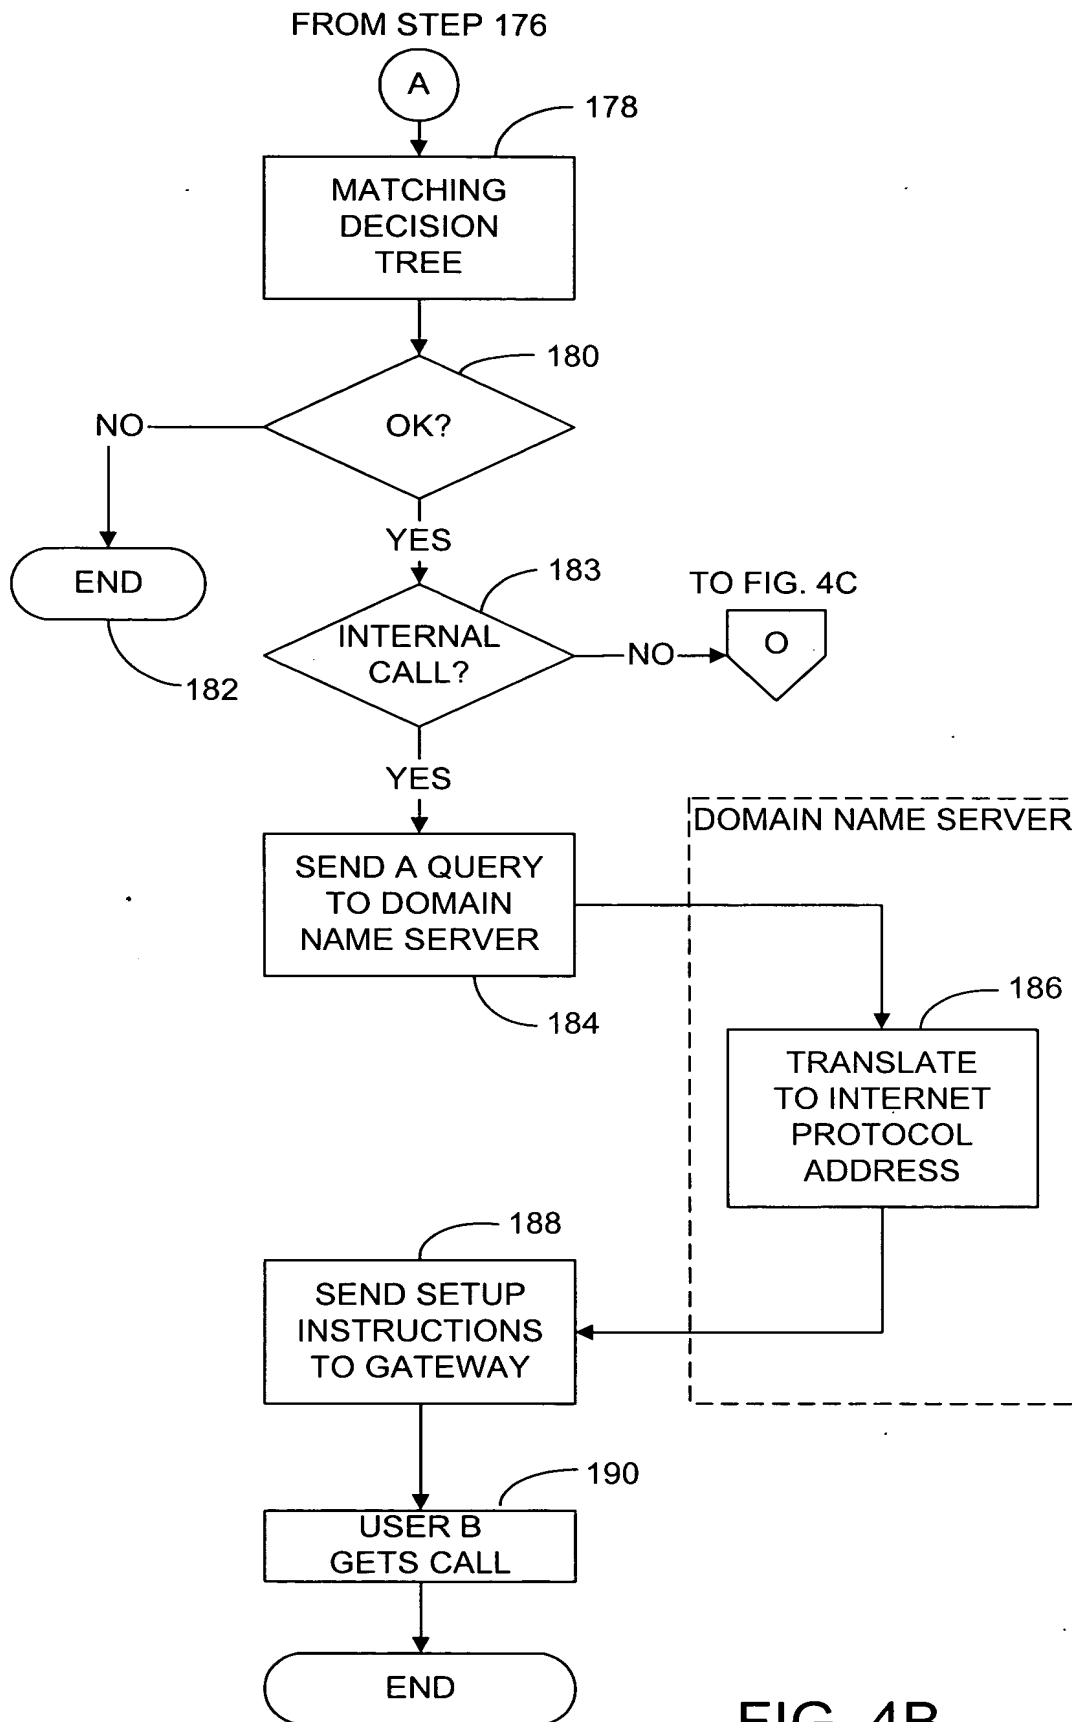 FROM STEP 176
A
178
MATCHING
DECISION
TREE
180
OK?
NO
YES
END
182
183
INTERNAL
CALL?
NO
TO FIG. 4C
O
YES
DOMAIN NAME SERVER
SEND A QUERY
TO DOMAIN
NAME SERVER
184
186
TRANSLATE
TO INTERNET
PROTOCOL
ADDRESS
188
SEND SETUP
INSTRUCTIONS
TO GATEWAY
190
USER B
GETS CALL
END
FIG. 4B